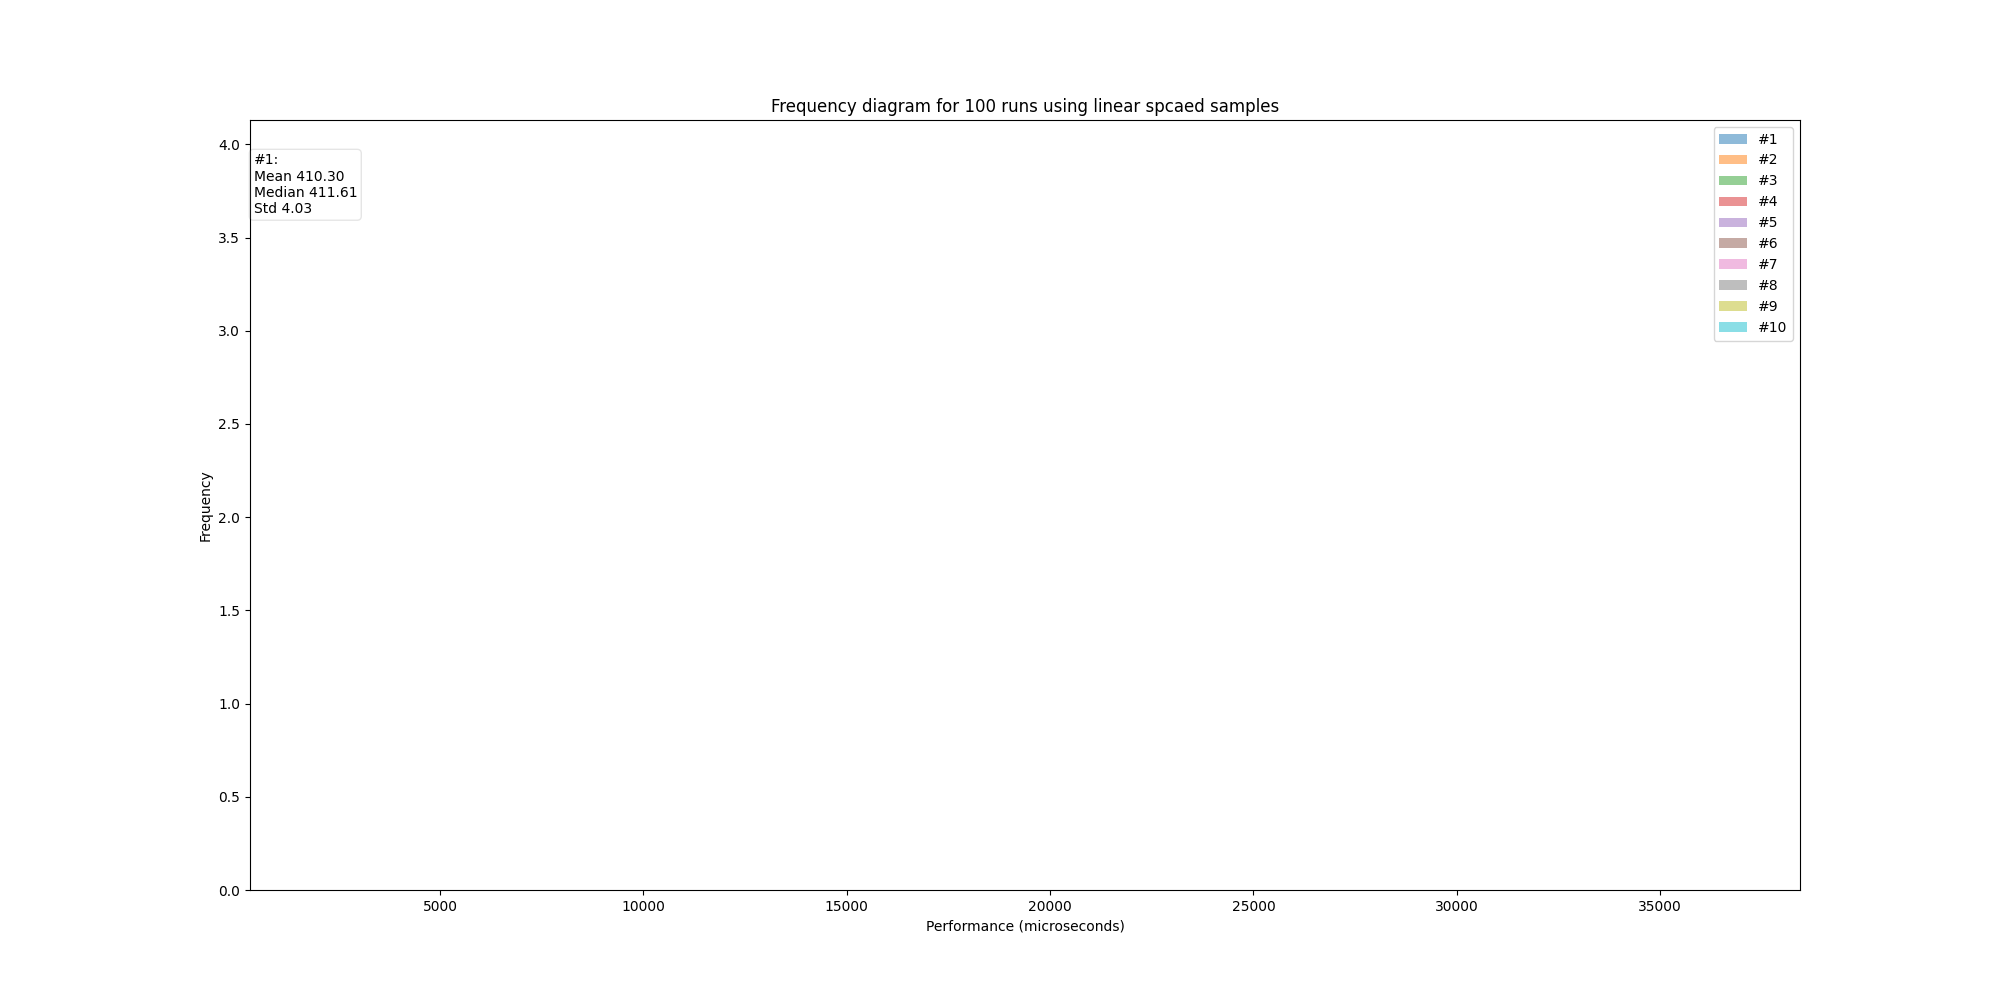 Frequency diagram for 100 runs using linear spcaed samples
4.0
3.5
3.0
2.5
2.0
1.5
1.0
0.5
0.0
Frequency
#1:
Mean 410.30
Median 411.61
Std 4.03
#1
#2
#3
#4
#5
#6
#7
#8
#9
#10
5000 10000 15000 20000 25000 30000 35000
Performance (microseconds)